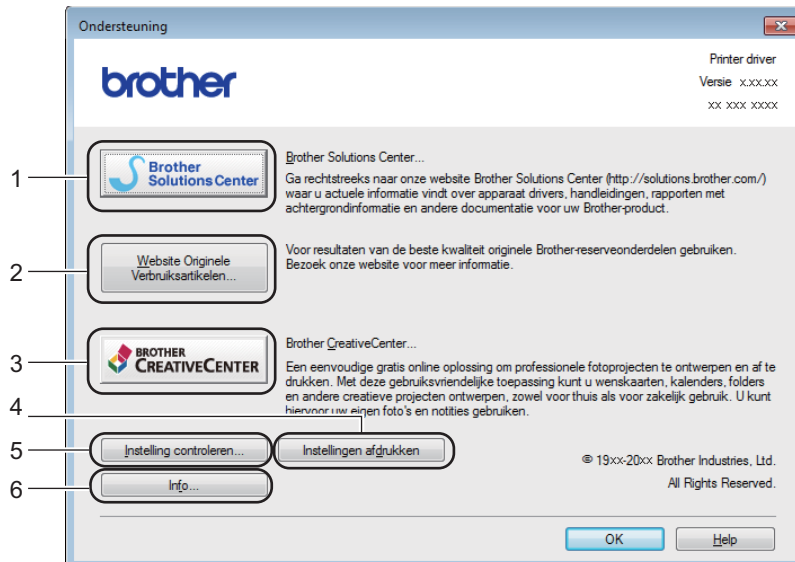 Ondersteuning
brother
Printer driver
Versie x.xx.xx
xx xxx xxxx
1
Brother
Solutions Center
Brother Solutions Center...
Ga rechtstreeks naar onze website Brother Solutions Center (http://solutions.brother.com/)
waar u actuele informatie vindt over apparaat drivers, handleidingen, rapporten met
achtergrondinformatie en andere documentatie voor uw Brother-product.
2
Website Originele
Verbruiksartikelen...
Voor resultaten van de beste kwaliteit originele Brother-reserveonderdelen gebruiken.
Bezoek onze website voor meer informatie.
3
BROTHER
CREATIVECENTER
Brother CreativeCenter...
Een eenvoudige gratis online oplossing om professionele fotoprojecten te ontwerpen en af te
drukken. Met deze gebruiksvriendelijke toepassing kunt u wenskaarten, kalenders, folders
en andere creatieve projecten ontwerpen, zowel voor thuis als voor zakelijk gebruik. U kunt
hiervoor uw eigen foto's en notities gebruiken.
4
5
Instelling controleren...
Instellingen afdrukken
6
Info...
© 19xx-20xx Brother Industries, Ltd.
All Rights Reserved.
OK
Help